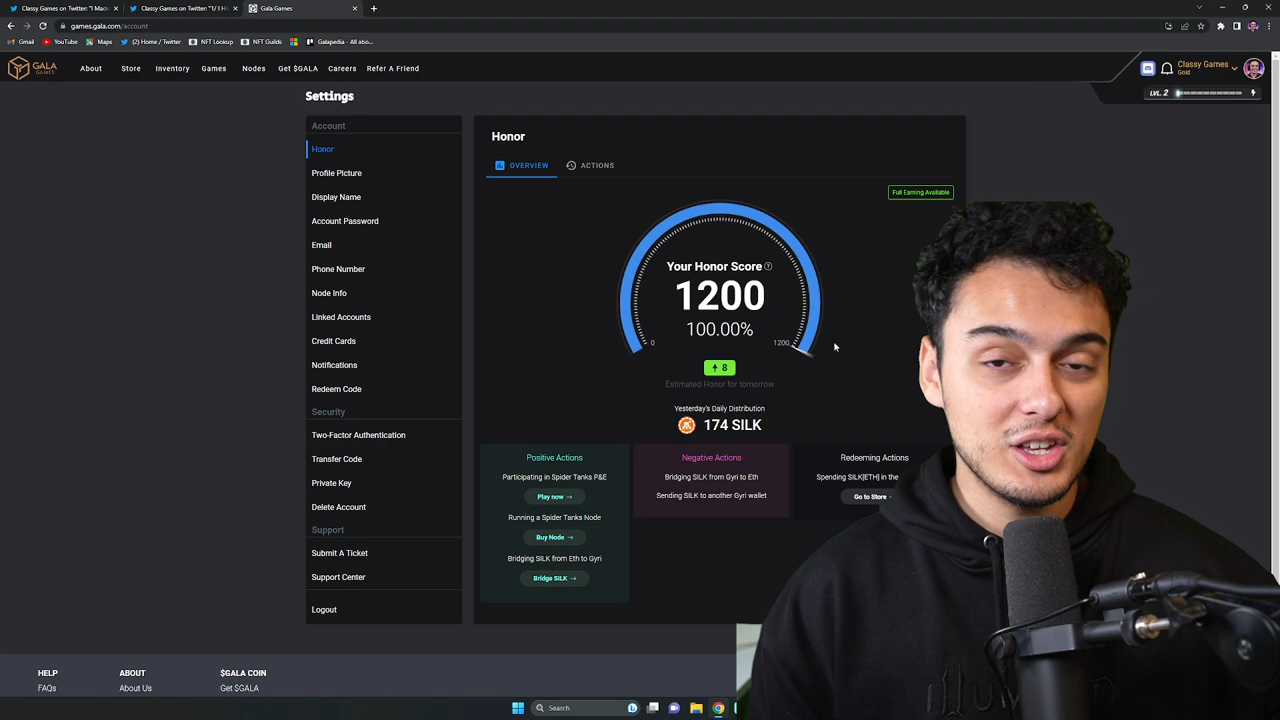 Classy Games on Twitter: "I Mad
Classy Games on Twitter: "1/ I H
Gala Games
games.gala.com/account
Gmail
YouTube
Maps
(2) Home / Twitter
NFT Lookup
NFT Guilds
Galapedia - All abo...
GALA
GAMES
About
Store
Inventory
Games
Nodes
Get $GALA
Careers
Refer A Friend
Classy Games
Gold
LVL. 2
Settings
Account
Honor
Profile Picture
Display Name
Account Password
Email
Phone Number
Node Info
Linked Accounts
Credit Cards
Notifications
Redeem Code
Security
Two-Factor Authentication
Transfer Code
Private Key
Delete Account
Support
Submit A Ticket
Support Center
Logout
Honor
OVERVIEW
ACTIONS
Full Earning Available
Your Honor Score ?
1200
100.00%
0
1200
8
Estimated Honor for tomorrow
Yesterday's Daily Distribution
174 SILK
Positive Actions
Participating in Spider Tanks P&E
Play now →
Running a Spider Tanks Node
Buy Node →
Bridging SILK from Eth to Gyri
Bridge SILK →
Negative Actions
Bridging SILK from Gyri to Eth
Sending SILK to another Gyri wallet
Redeeming Actions
Spending SILK[ETH] in the
Go to Store
HELP
FAQs
ABOUT
About Us
$GALA COIN
Get $GALA
Search